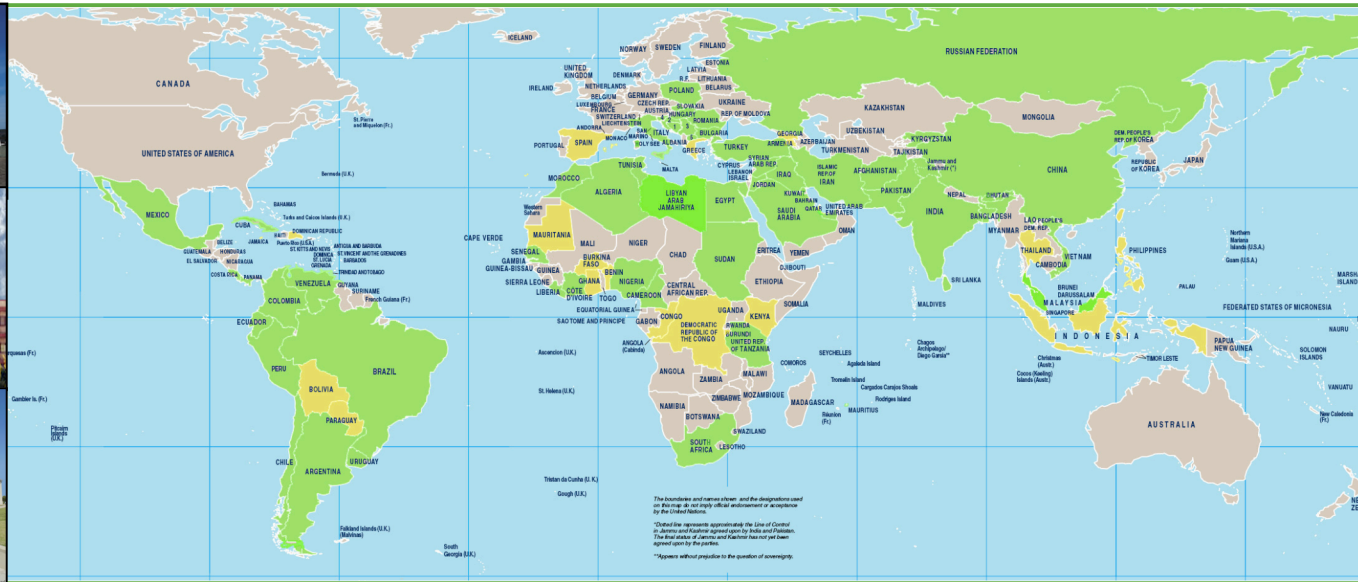 ICELAND
NORWAY
SWEDEN
FINLAND
RUSSIAN FEDERATION
UNITED
KINGDOM
DENMARK
ESTONIA
LATVIA
R.F.
LITHUANIA
BELARUS
IRELAND
NETHERLANDS
BELGIUM
GERMANY
POLAND
LUXEMBOURG
FRANCE
CZECH REP.
SLOVAKIA
AUSTRIA
HUNGARY
UKRAINE
REP. OF MOLDOVA
SWITZERLAND
LIECHTENSTEIN
ROMANIA
ANDORRA
MONACO
SAN
MARINO
ITALY
BULGARIA
PORTUGAL
SPAIN
ALBANIA
GREECE
CANADA
St. Pierre
and Miquelon (Fr.)
UNITED STATES OF AMERICA
KAZAKHSTAN
MONGOLIA
GEORGIA
ARMENIA
AZERBAIJAN
UZBEKISTAN
TURKMENISTAN
KYRGYZSTAN
TAJIKISTAN
DEM. PEOPLE'S
REP. OF KOREA
REPUBLIC
OF KOREA
JAPAN
CHINA
TURKEY
MALTA
CYPRUS
LEBANON
ISRAEL
SYRIAN
ARAB REP.
JORDAN
IRAQ
ISLAMIC
REP. OF
IRAN
AFGHANISTAN
Jammu and
Kashmir (*)
PAKISTAN
TUNISIA
MOROCCO
ALGERIA
LIBYAN
ARAB
JAMAHIRIYA
EGYPT
KUWAIT
BAHRAIN
QATAR
UNITED ARAB
EMIRATES
SAUDI
ARABIA
OMAN
YEMEN
NEPAL
BHUTAN
INDIA
BANGLADESH
MYANMAR
LAO PEOPLE'S
DEM. REP.
THAILAND
VIET NAM
CAMBODIA
PHILIPPINES
Bermuda (U.K.)
MEXICO
BAHAMAS
Turks and Caicos Islands (U.K.)
CUBA
HAITI
DOMINICAN REPUBLIC
Puerto Rico (U.S.A.)
JAMAICA
BELIZE
GUATEMALA
HONDURAS
EL SALVADOR
NICARAGUA
COSTA RICA
PANAMA
ST. KITTS AND NEVIS
ANTIGUA AND BARBUDA
DOMINICA
ST. VINCENT AND THE GRENADINES
ST. LUCIA
BARBADOS
GRENADA
TRINIDAD AND TOBAGO
VENEZUELA
GUYANA
SURINAME
French Guiana (Fr.)
COLOMBIA
ECUADOR
PERU
BRAZIL
BOLIVIA
PARAGUAY
CHILE
ARGENTINA
URUGUAY
Gambier Is. (Fr.)
Pitcairn
Islands
(U.K.)
Falkland Islands (U.K.)
(Malvinas)
South
Georgia (U.K.)
Western
Sahara
CAPE VERDE
MAURITANIA
MALI
NIGER
CHAD
SUDAN
ERITREA
DJIBOUTI
ETHIOPIA
SOMALIA
SENEGAL
GAMBIA
GUINEA-BISSAU
GUINEA
SIERRA LEONE
LIBERIA
BURKINA
FASO
CÔTE
D'IVOIRE
GHANA
TOGO
BENIN
NIGERIA
CAMEROON
CENTRAL
AFRICAN REP.
EQUATORIAL GUINEA
SAO TOME AND PRINCIPE
GABON
CONGO
DEMOCRATIC
REPUBLIC OF
THE CONGO
UGANDA
KENYA
RWANDA
BURUNDI
UNITED REP.
OF TANZANIA
ANGOLA
(Cabinda)
ANGOLA
ZAMBIA
MALAWI
MOZAMBIQUE
ZIMBABWE
NAMIBIA
BOTSWANA
SWAZILAND
SOUTH
AFRICA
LESOTHO
MADAGASCAR
COMOROS
SEYCHELLES
Agalega Island
Tromelin Island
Cargados Carajos Shoals
Rodrigues Island
MAURITIUS
Réunion
(Fr.)
Ascencion (U.K.)
St. Helena (U.K.)
Tristan da Cunha (U. K.)
Gough (U.K.)
SRI LANKA
MALDIVES
Chagos
Archipelago/
Diego Garcia**
BRUNEI
DARUSSALAM
MALAYSIA
SINGAPORE
INDONESIA
Christmas
(Austr.)
Cocos (Keeling)
Islands (Austr.)
TIMOR LESTE
PAPUA
NEW GUINEA
PALAU
Northern
Mariana
Islands (U.S.A.)
Guam (U.S.A.)
FEDERATED STATES OF MICRONESIA
NAURU
SOLOMON
ISLANDS
VANUATU
New Caledonia
(Fr.)
AUSTRALIA
The boundaries and names shown and the designations used
on this map do not imply official endorsement or acceptance
by the United Nations.
*Dotted line represents approximately the Line of Control
in Jammu and Kashmir agreed upon by India and Pakistan.
The final status of Jammu and Kashmir has not yet been
agreed upon by the parties.
**Appears without prejudice to the question of sovereignty.